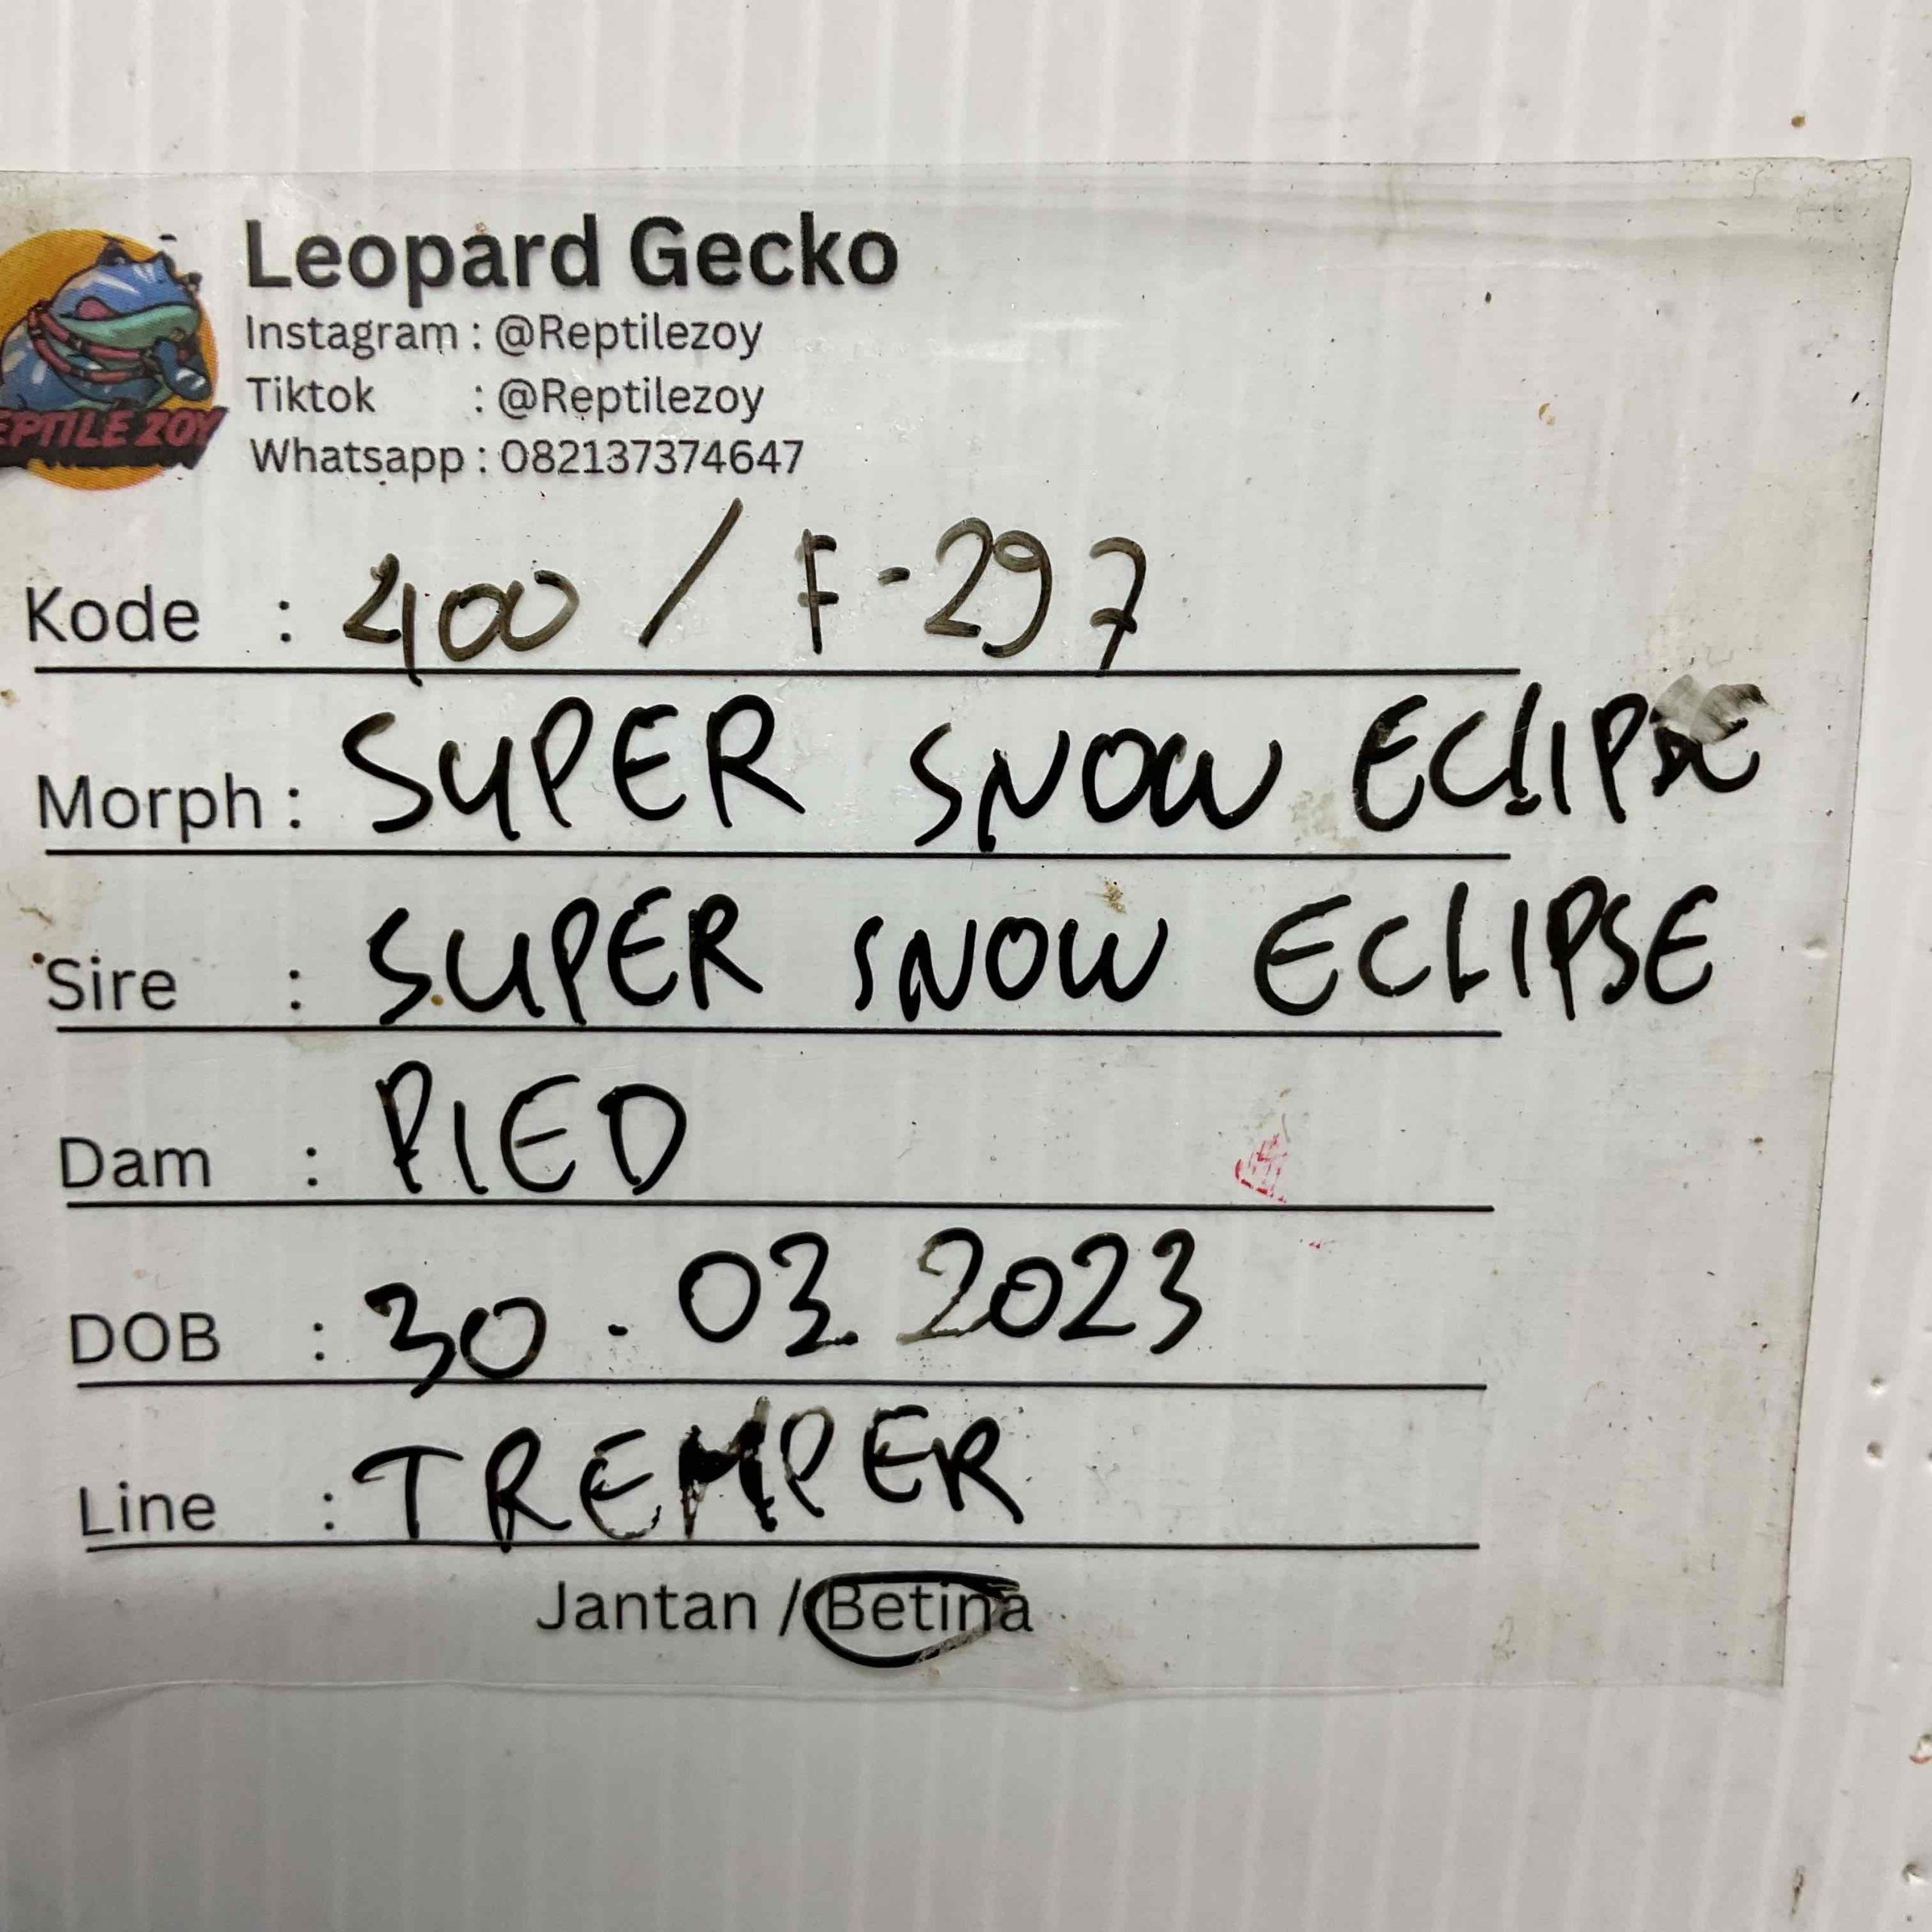 Leopard Gecko
Instagram : @Reptilezoy
Tiktok : @Reptilezoy
Whatsapp : 082137374647
EPTILE ZOY
Kode : 400 / F-297
Morph : SUPER SNOW ECLIPSE
Sire : SUPER SNOW ECLIPSE
Dam : PIED
DOB : 30 . 03 . 2023
Line : TREMPER
Jantan / Betina